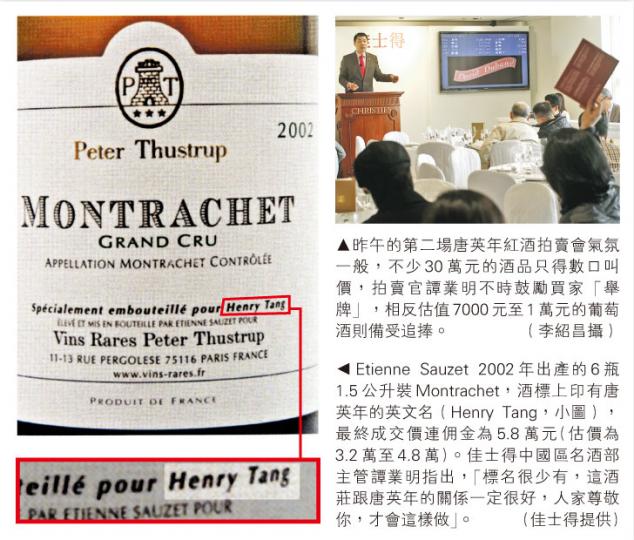 P T
2002
Peter Thustrup
MONTRACHET
GRAND CRU
APPELLATION MONTRACHET CONTRÔLÉE
Spécialement embouteillé pour Henry Tang
ÉLEVÉ ET MIS EN BOUTEILLE PAR ETIENNE SAUZET POUR
Vins Rares Peter Thustrup
11-13 RUE PERGOLESE 75116 PARIS FRANCE
www.vins-rares.fr
PRODUIT DE FRANCE
teillé pour Henry Tang
PAR ETIENNE SAUZET POUR
佳士得
David Duband
CHRISTIE'S
▲昨午的第二場唐英年紅酒拍賣會氣氛
一般，不少30萬元的酒品只得數口叫
價，拍賣官譚業明不時鼓勵買家「舉
牌」，相反估值7000元至1萬元的葡萄
酒則備受追捧。 （李紹昌攝）
◀ Etienne Sauzet 2002年出產的6瓶
1.5公升裝Montrachet，酒標上印有唐
英年的英文名（Henry Tang，小圖），
最終成交價連佣金為5.8萬元(估價為
3.2萬至4.8萬）。佳士得中國區名酒部
主管譚業明指出，「標名很少有，這酒
莊跟唐英年的關係一定很好，人家尊敬
你，才會這樣做」。 （佳士得提供）